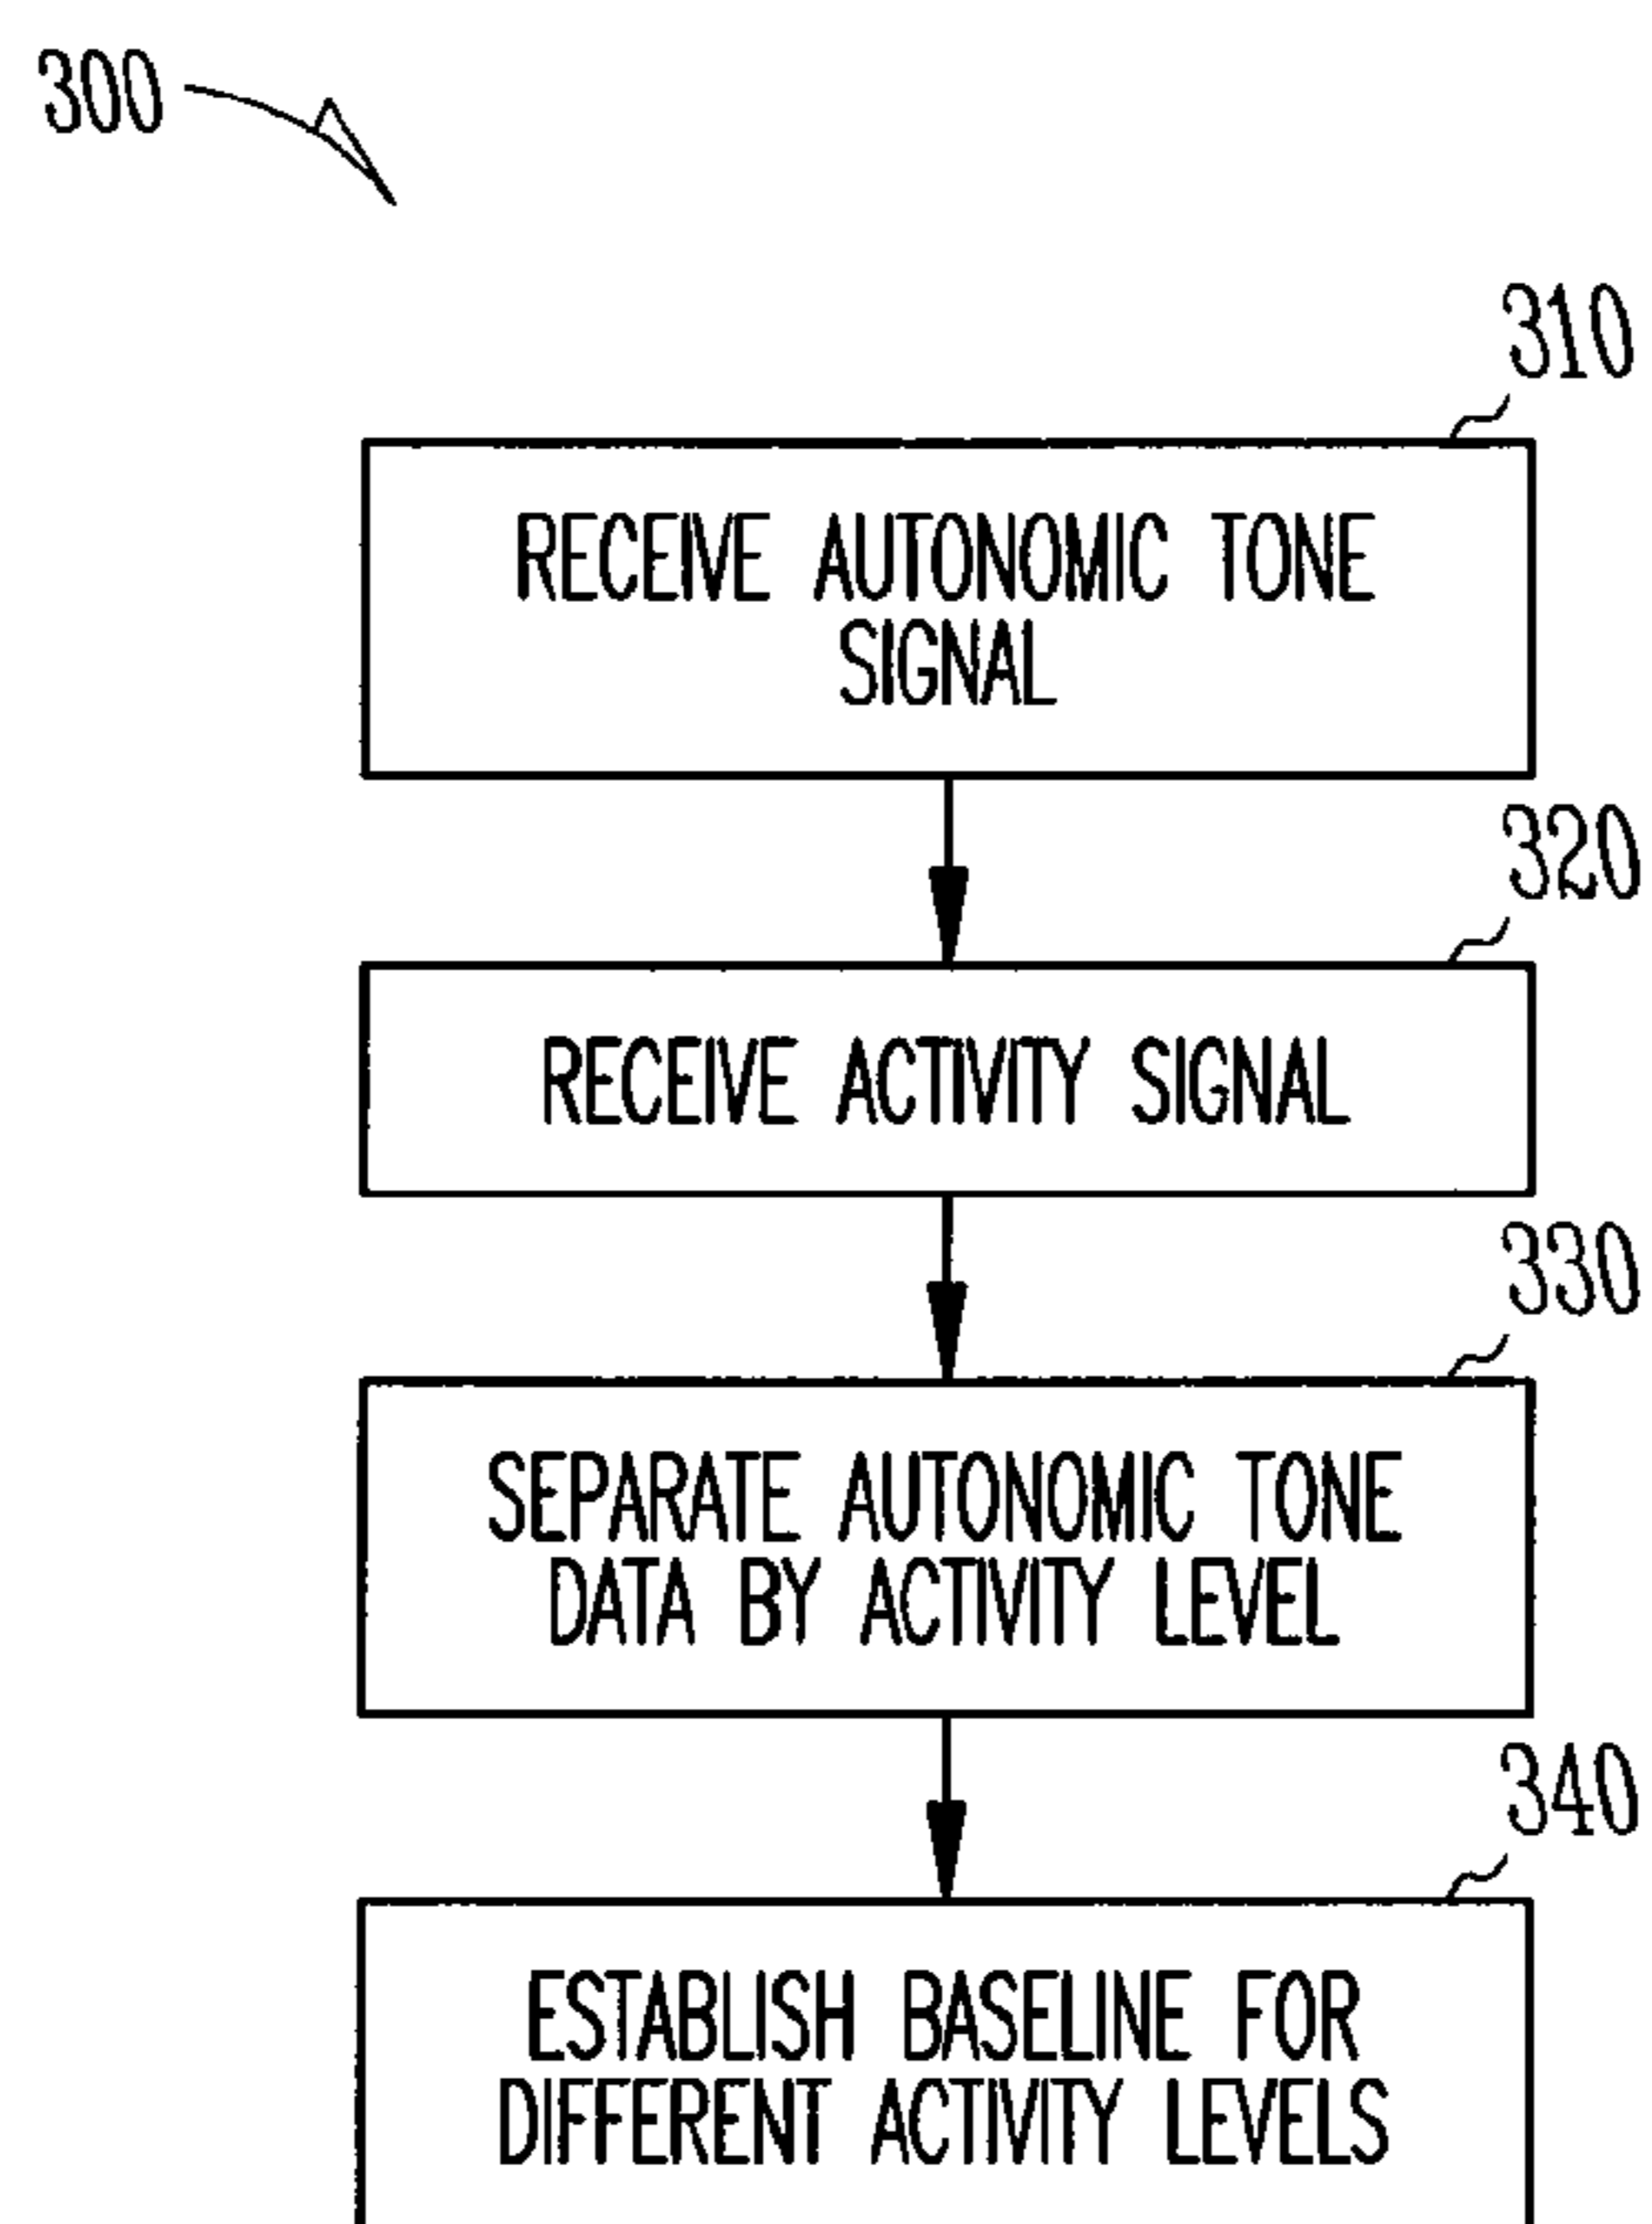 300
310
RECEIVE AUTONOMIC TONE
SIGNAL
320
RECEIVE ACTIVITY SIGNAL
330
SEPARATE AUTONOMIC TONE
DATA BY ACTIVITY LEVEL
340
ESTABLISH BASELINE FOR
DIFFERENT ACTIVITY LEVELS